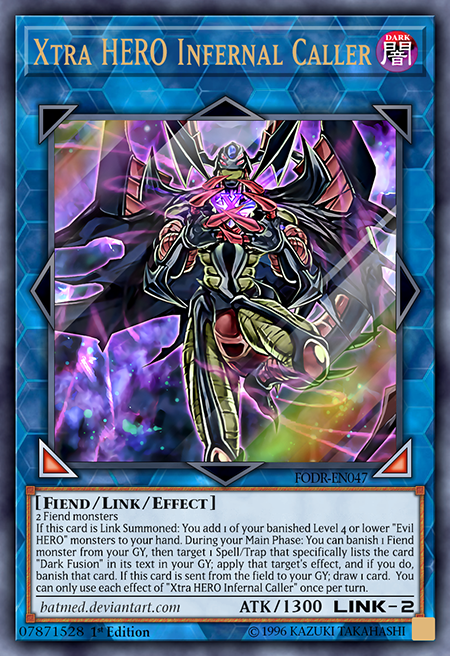 Xtra HERO Infernal Caller
DARK
闇
FODR-EN047
[Fiend/Link/Effect]
2 Fiend monsters
If this card is Link Summoned: You add 1 of your banished Level 4 or lower "Evil
HERO" monsters to your hand. During your Main Phase: You can banish 1 Fiend
monster from your GY, then target 1 Spell/Trap that specifically lists the card
"Dark Fusion" in its text in your GY; apply that target's effect, and if you do,
banish that card. If this card is sent from the field to your GY; draw 1 card. You
can only use each effect of "Xtra HERO Infernal Caller" once per turn.
batmed.deviantart.com ATK/1300 LINK-2
07871528 1st Edition ©1996 KAZUKI TAKAHASHI